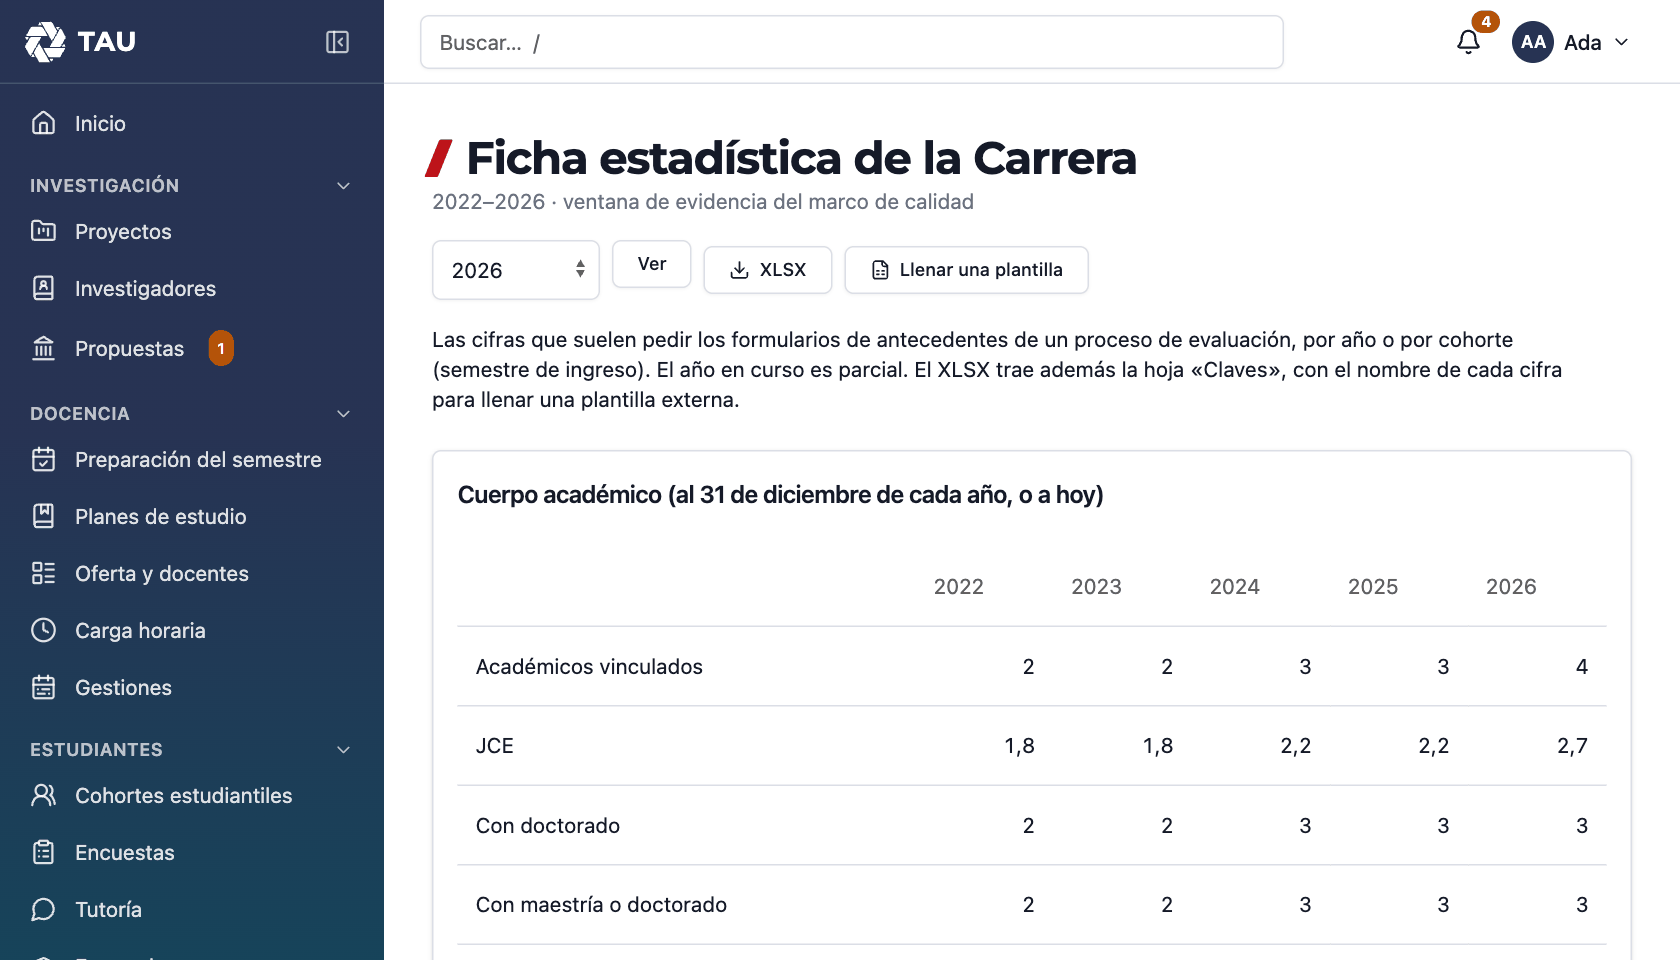 TAU
Buscar... /
4
AA
Ada
Inicio
INVESTIGACIÓN
Proyectos
Investigadores
Propuestas 1
DOCENCIA
Preparación del semestre
Planes de estudio
Oferta y docentes
Carga horaria
Gestiones
ESTUDIANTES
Cohortes estudiantiles
Encuestas
Tutoría
Ficha estadística de la Carrera
2022–2026 · ventana de evidencia del marco de calidad
2026
Ver
XLSX
Llenar una plantilla
Las cifras que suelen pedir los formularios de antecedentes de un proceso de evaluación, por año o por cohorte
(semestre de ingreso). El año en curso es parcial. El XLSX trae además la hoja «Claves», con el nombre de cada cifra
para llenar una plantilla externa.
Cuerpo académico (al 31 de diciembre de cada año, o a hoy)
2022 2023 2024 2025 2026
Académicos vinculados 2 2 3 3 4
JCE 1,8 1,8 2,2 2,2 2,7
Con doctorado 2 2 3 3 3
Con maestría o doctorado 2 2 3 3 3